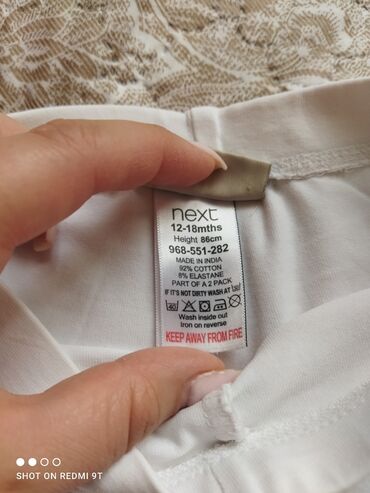 next
12-18mths
Height 86cm
968-551-282
MADE IN INDIA
92% COTTON
8% ELASTANE
PART OF A 2 PACK
IF IT'S NOT DIRTY WASH AT 30°
40
Wash inside out
Iron on reverse
KEEP AWAY FROM FIRE
SHOT ON REDMI 9T